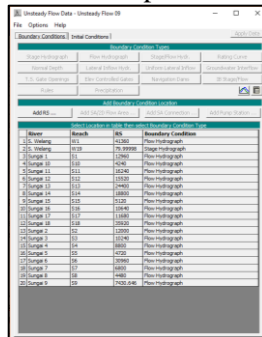 Unsteady Flow Data - Unsteady Flow 09
File Options Help
Boundary Conditions Initial Conditions Apply Data
Boundary Condition Types
Stage Hydrograph Flow Hydrograph Stage/Flow Hydr. Rating Curve
Normal Depth Lateral Inflow Hydr. Uniform Lateral Inflow Groundwater Interflow
T.S. Gate Openings Elev Controlled Gates Navigation Dams IB Stage/Flow
Rules Precipitation
Add Boundary Condition Location
Add RS ... Add SA/2D Flow Area ... Add SA Connection ... Add Pump Station ...
Select Location in table then select Boundary Condition Type
River Reach RS Boundary Condition
1 S. Welang W1 41360 Flow Hydrograph
2 S. Welang W19 79.99998 Stage Hydrograph
3 Sungai 1 S1 12960 Flow Hydrograph
4 Sungai 10 S10 4240 Flow Hydrograph
5 Sungai 11 S11 16240 Flow Hydrograph
6 Sungai 12 S12 15520 Flow Hydrograph
7 Sungai 13 S13 24400 Flow Hydrograph
8 Sungai 14 S14 18800 Flow Hydrograph
9 Sungai 15 S15 5120 Flow Hydrograph
10 Sungai 16 S16 10640 Flow Hydrograph
11 Sungai 17 S17 11680 Flow Hydrograph
12 Sungai 18 S18 35920 Flow Hydrograph
13 Sungai 2 S2 12000 Flow Hydrograph
14 Sungai 3 S3 10240 Flow Hydrograph
15 Sungai 4 S4 8800 Flow Hydrograph
16 Sungai 5 S5 4720 Flow Hydrograph
17 Sungai 6 S6 30960 Flow Hydrograph
18 Sungai 7 S7 6800 Flow Hydrograph
19 Sungai 8 S8 4480 Flow Hydrograph
20 Sungai 9 S9 7430.646 Flow Hydrograph